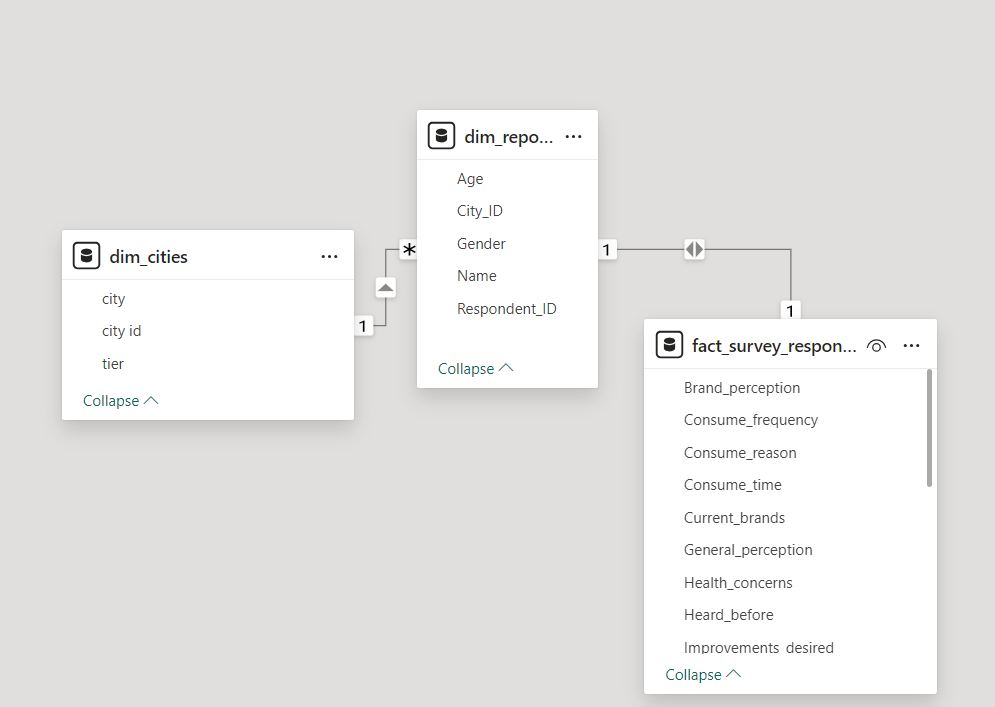 dim_cities
city
city id
tier
Collapse
1
*
dim_repo...
Age
City_ID
Gender
Name
Respondent_ID
Collapse
1
1
fact_survey_respon...
Brand_perception
Consume_frequency
Consume_reason
Consume_time
Current_brands
General_perception
Health_concerns
Heard_before
Improvements_desired
Collapse